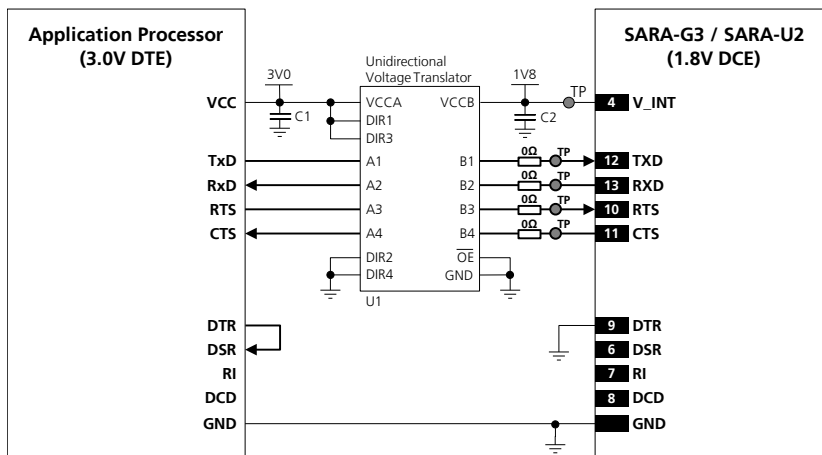 Application Processor
(3.0V DTE)
SARA-G3 / SARA-U2
(1.8V DCE)
Unidirectional
Voltage Translator
3V0
1V8
TP
VCC
VCCA
VCCB
4
V_INT
C1
DIR1
C2
DIR3
0Ω
TP
TxD
A1
B1
12
TXD
0Ω
TP
RxD
A2
B2
13
RXD
0Ω
TP
RTS
A3
B3
10
RTS
0Ω
TP
CTS
A4
B4
11
CTS
DIR2
OE
DIR4
GND
U1
DTR
9
DTR
DSR
6
DSR
RI
7
RI
DCD
8
DCD
GND
GND